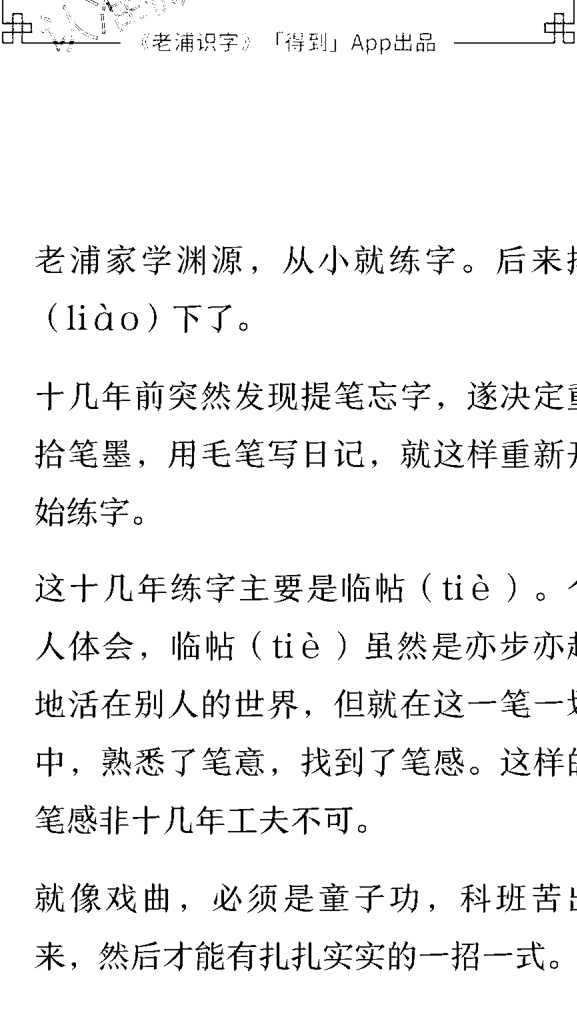 《老浦识字》「得到」App出品
老浦家学渊源，从小就练字。后来
（liào）下了。
十几年前突然发现提笔忘字，遂决定
拾笔墨，用毛笔写日记，就这样重新
始练字。
这十几年练字主要是临帖（tiè）。
人体会，临帖（tiè）虽然是亦步亦
地活在别人的世界，但就在这一笔一
中，熟悉了笔意，找到了笔感。这样
笔感非十几年工夫不可。
就像戏曲，必须是童子功，科班苦
来，然后才能有扎扎实实的一招一式。